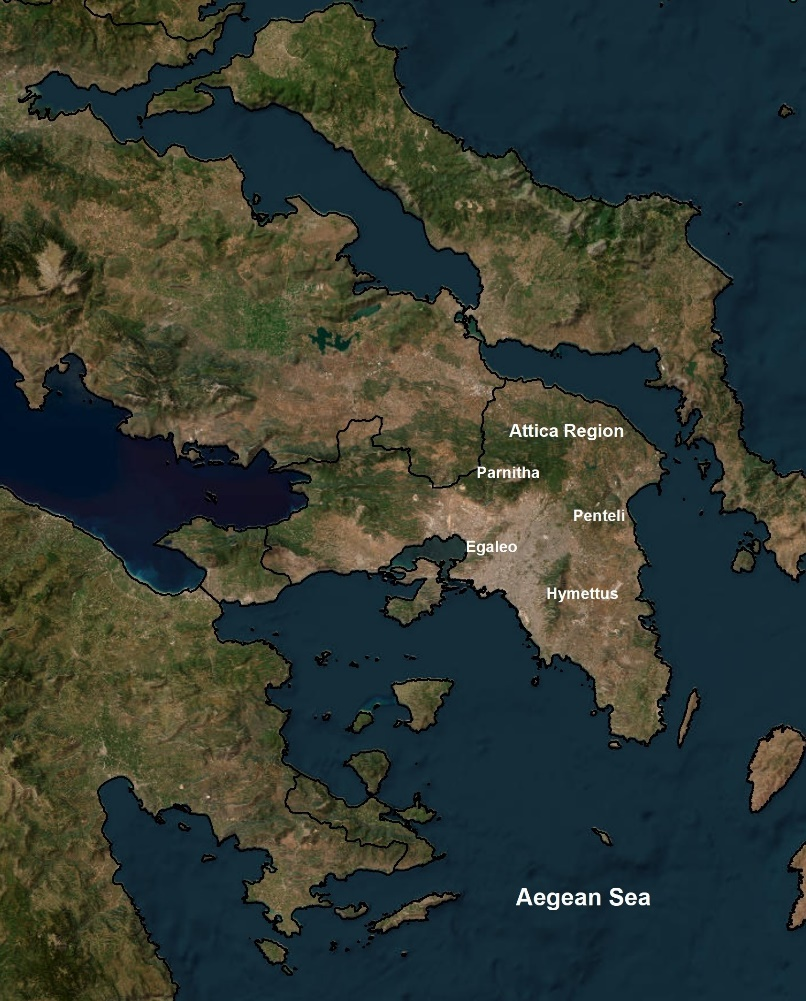 Attica Region
Parnitha
Penteli
Egaleo
Hymettus
Aegean Sea